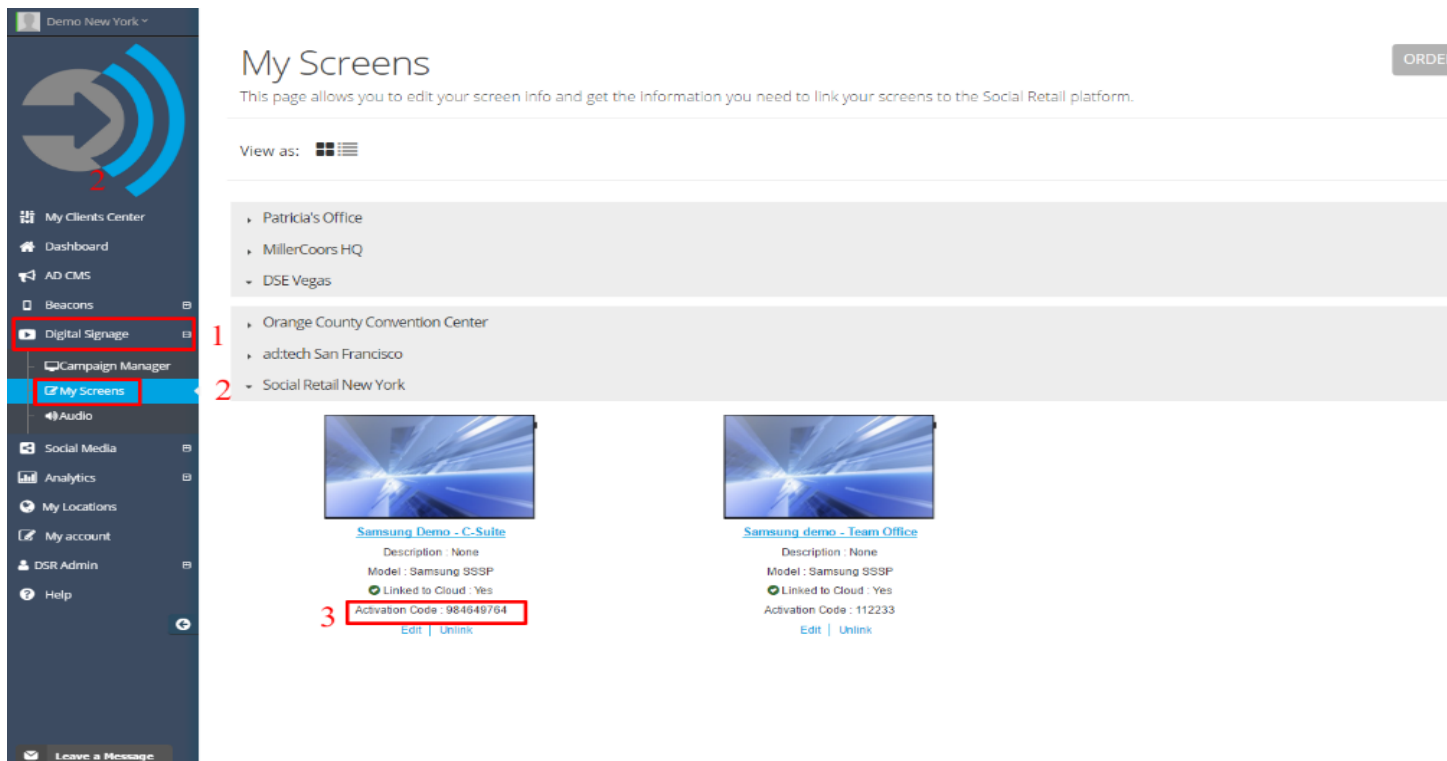 Demo New York
My Screens
ORDE
This page allows you to edit your screen info and get the information you need to link your screens to the Social Retail platform.
View as:
2
My Clients Center
Dashboard
AD CMS
Beacons
Digital Signage
1
Campaign Manager
My Screens
2
Audio
Social Media
Analytics
My Locations
My account
DSR Admin
Help
Leave a Message
Patricia's Office
MillerCoors HQ
DSE Vegas
Orange County Convention Center
ad:tech San Francisco
Social Retail New York
Samsung Demo - C-Suite
Description : None
Model : Samsung SSSP
Linked to Cloud : Yes
3
Activation Code : 984649764
Edit | Unlink
Samsung demo - Team Office
Description : None
Model : Samsung SSSP
Linked to Cloud : Yes
Activation Code : 112233
Edit | Unlink